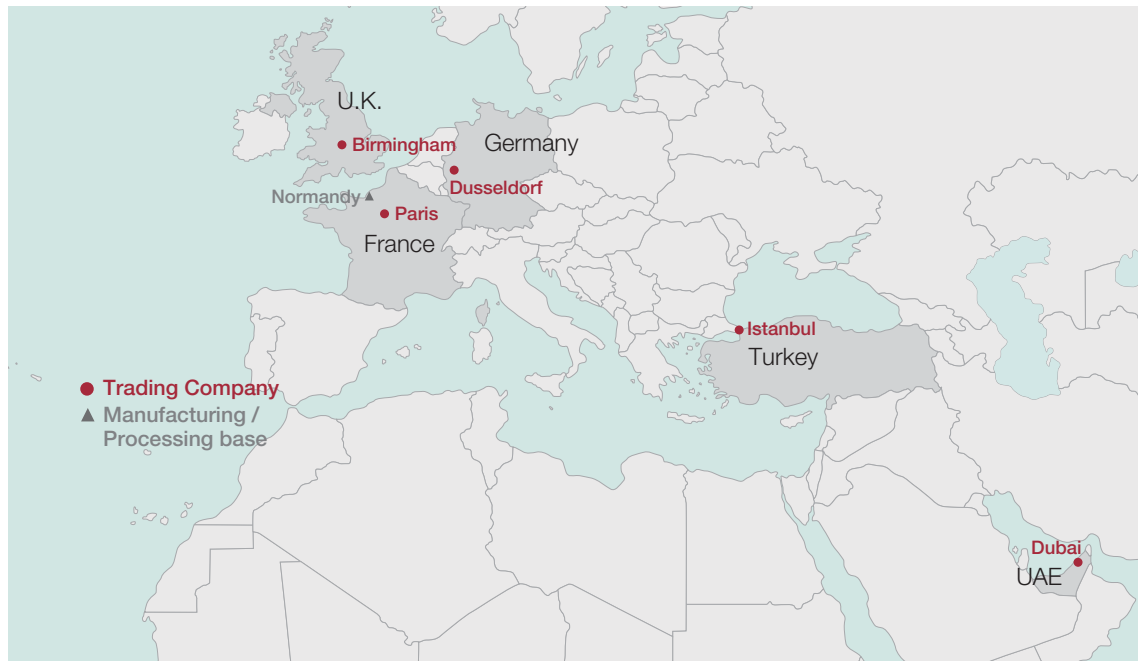 U.K.
Birmingham
Germany
Dusseldorf
Normandy
Paris
France
Istanbul
Turkey
Trading Company
Manufacturing /
Processing base
Dubai
UAE